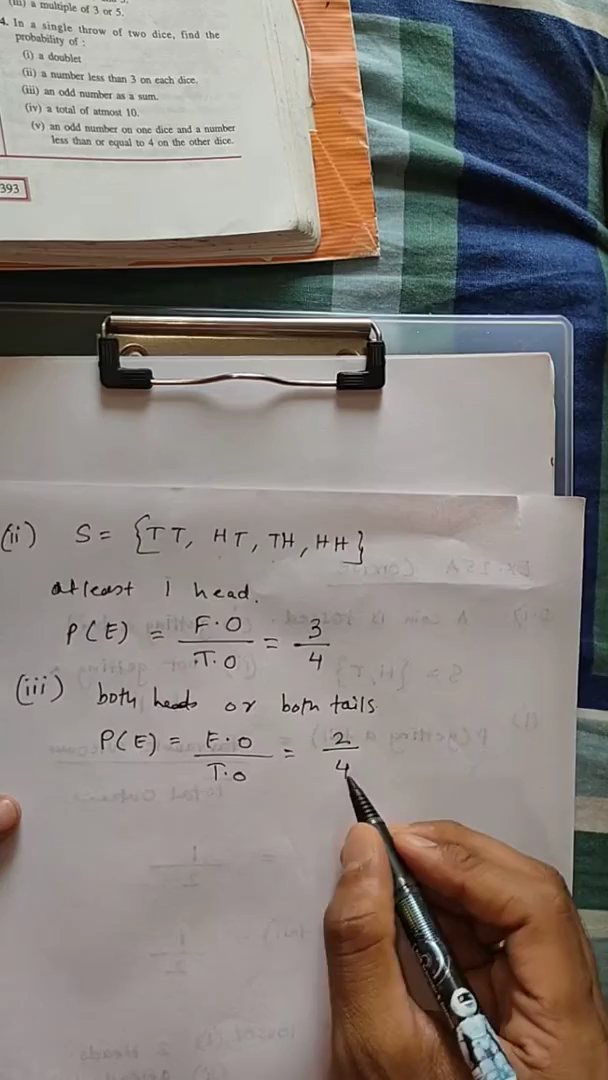 (iii) a multiple of 3 or 5.
4. In a single throw of two dice, find the
probability of :
(i) a doublet
(ii) a number less than 3 on each dice.
(iii) an odd number as a sum.
(iv) a total of atmost 10.
(v) an odd number on one dice and a number
less than or equal to 4 on the other dice.
393
(ii) S = {TT, HT, TH, HH}
atleast 1 head.
P(E) = F.O / T.O = 3 / 4
(iii) both heads or both tails.
P(E) = F.O / T.O = 2 / 4